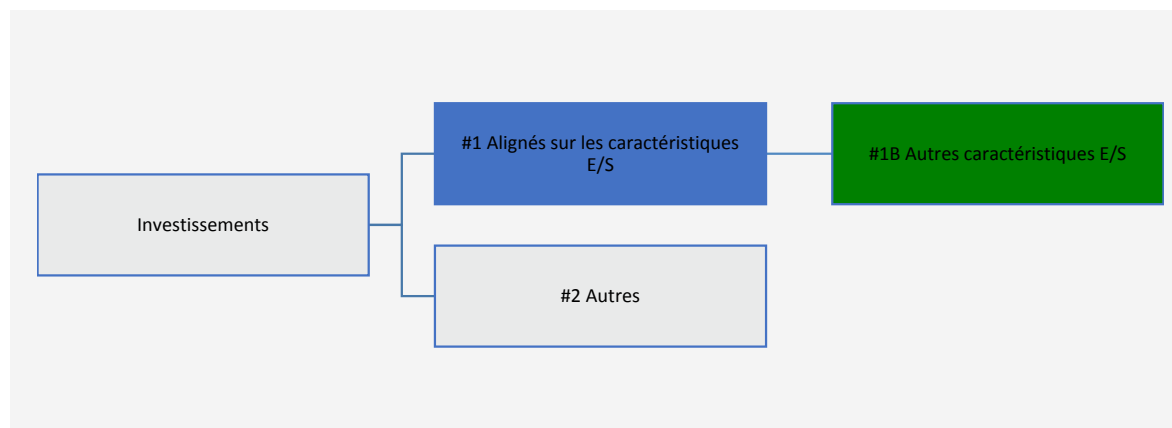 #1 Alignés sur les caractéristiques
E/S
#1B Autres caractéristiques E/S
Investissements
#2 Autres